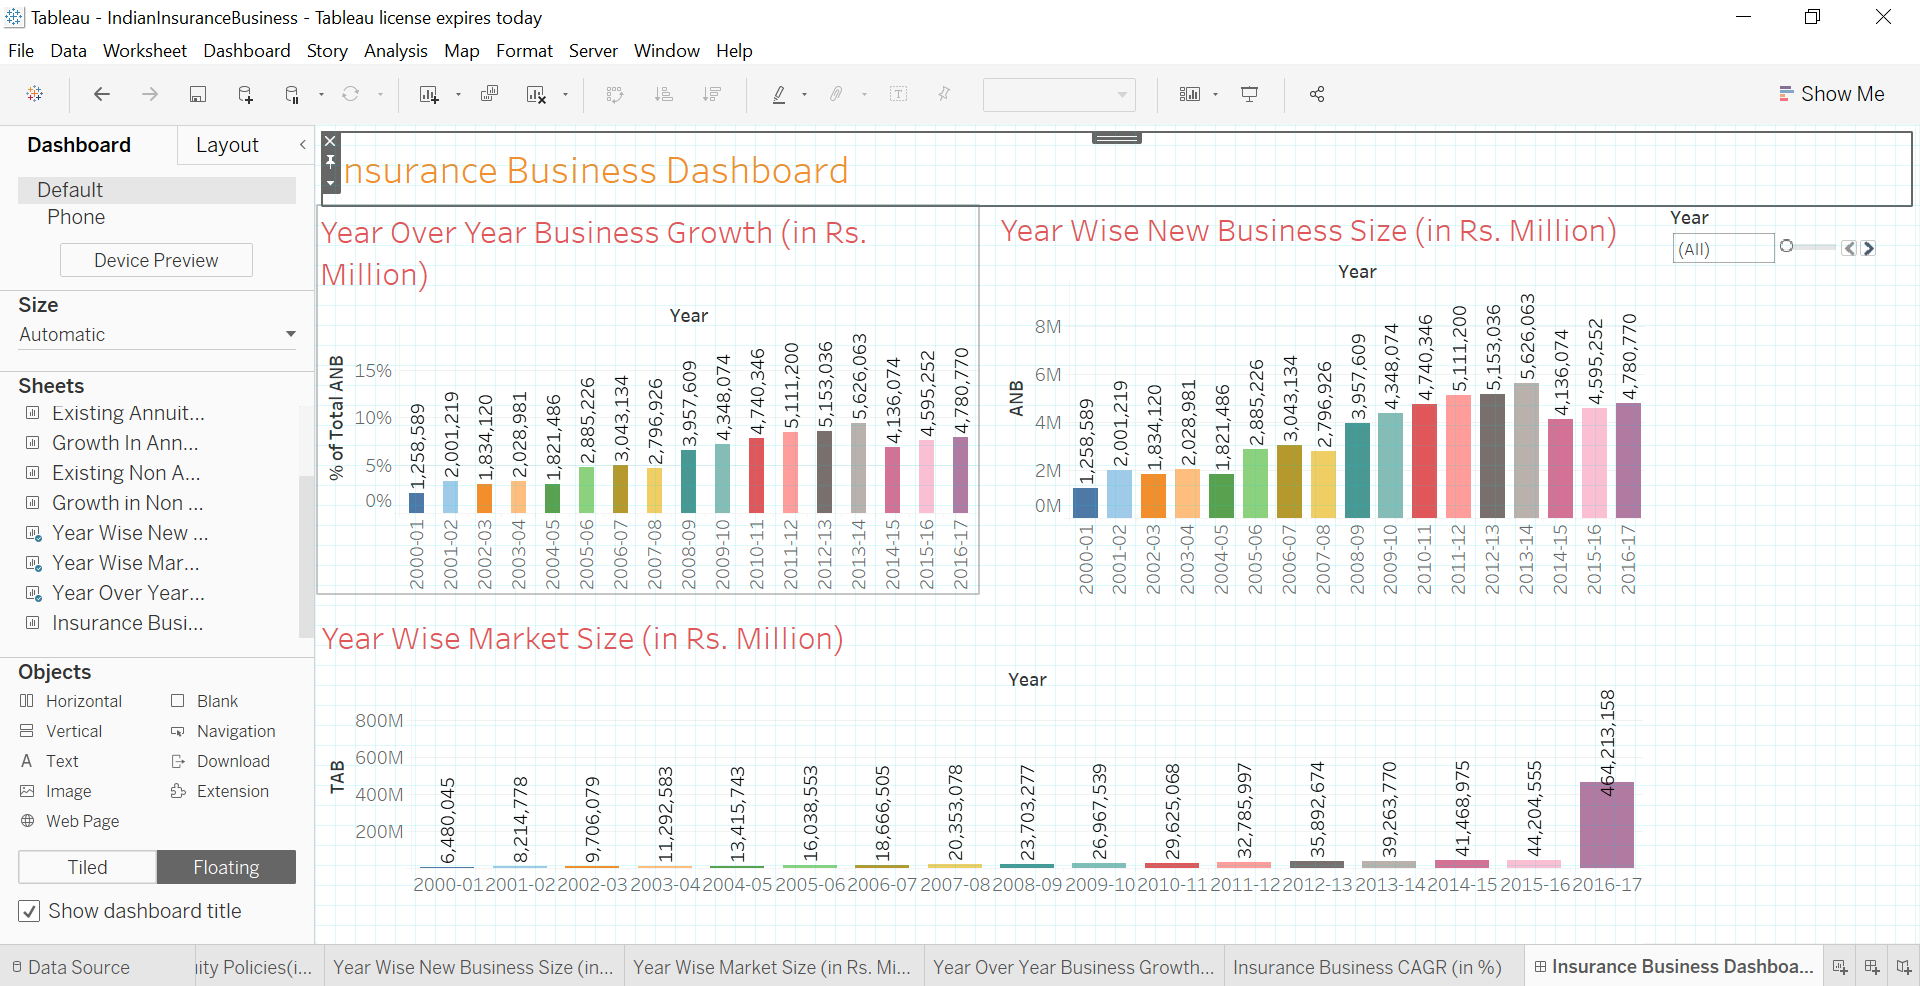 Tableau - IndianInsuranceBusiness - Tableau license expires today
File Data Worksheet Dashboard Story Analysis Map Format Server Window Help
Show Me
Dashboard
Layout
Default
Phone
Device Preview
Size
Automatic
Sheets
Existing Annuit...
Growth In Ann...
Existing Non A...
Growth in Non ...
Year Wise New ...
Year Wise Mar...
Year Over Year...
Insurance Busi...
Objects
Horizontal
Blank
Vertical
Navigation
Text
Download
Image
Extension
Web Page
Tiled
Floating
Show dashboard title
nsurance Business Dashboard
Year Over Year Business Growth (in Rs.
Million)
Year
% of Total ANB
15%
10%
5%
0%
1,258,589
2,001,219
1,834,120
2,028,981
1,821,486
2,885,226
3,043,134
2,796,926
3,957,609
4,348,074
4,740,346
5,111,200
5,153,036
5,626,063
4,136,074
4,595,252
4,780,770
2000-01
2001-02
2002-03
2003-04
2004-05
2005-06
2006-07
2007-08
2008-09
2009-10
2010-11
2011-12
2012-13
2013-14
2014-15
2015-16
2016-17
Year Wise New Business Size (in Rs. Million)
Year
ANB
8M
6M
4M
2M
0M
1,258,589
2,001,219
1,834,120
2,028,981
1,821,486
2,885,226
3,043,134
2,796,926
3,957,609
4,348,074
4,740,346
5,111,200
5,153,036
5,626,063
4,136,074
4,595,252
4,780,770
2000-01
2001-02
2002-03
2003-04
2004-05
2005-06
2006-07
2007-08
2008-09
2009-10
2010-11
2011-12
2012-13
2013-14
2014-15
2015-16
2016-17
Year
(All)
Year Wise Market Size (in Rs. Million)
Year
TAB
800M
600M
400M
200M
6,480,045
8,214,778
9,706,079
11,292,583
13,415,743
16,038,553
18,666,505
20,353,078
23,703,277
26,967,539
29,625,068
32,785,997
35,892,674
39,263,770
41,468,975
44,204,555
464,213,158
2000-01 2001-02 2002-03 2003-04 2004-05 2005-06 2006-07 2007-08 2008-09 2009-10 2010-11 2011-12 2012-13 2013-14 2014-15 2015-16 2016-17
Data Source
ity Policies(i...
Year Wise New Business Size (in...
Year Wise Market Size (in Rs. Mi...
Year Over Year Business Growth...
Insurance Business CAGR (in %)
Insurance Business Dashboa...